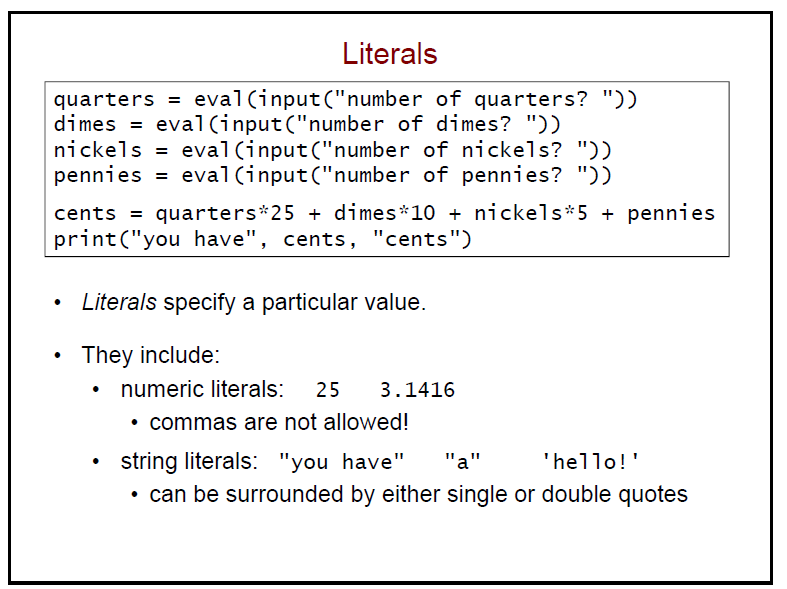 Literals
quarters = eval(input("number of quarters? "))
dimes = eval(input("number of dimes? "))
nickels = eval(input("number of nickels? "))
pennies = eval(input("number of pennies? "))
cents = quarters*25 + dimes*10 + nickels*5 + pennies
print("you have", cents, "cents")
• Literals specify a particular value.
• They include:
• numeric literals: 25 3.1416
• commas are not allowed!
• string literals: "you have" "a" 'hello!'
• can be surrounded by either single or double quotes